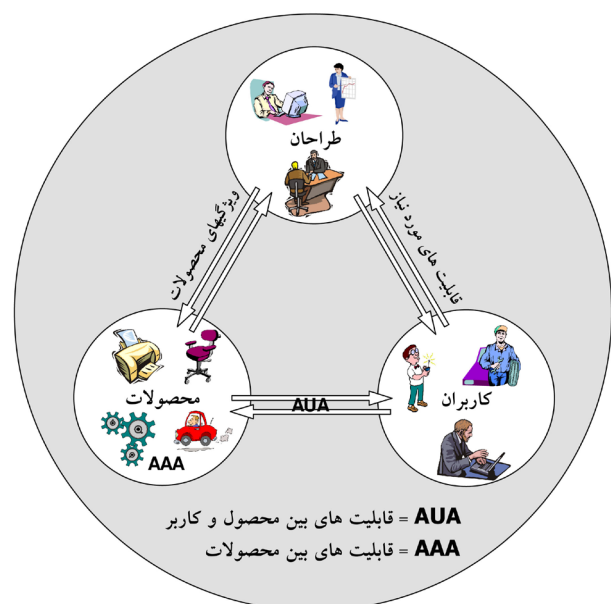 طراحان
ویژگیهای محصولات
قابلیت های مورد نیاز
محصولات
AAA
AUA
کاربران
AUA = قابلیت های بین محصول و کاربر
AAA = قابلیت های بین محصولات